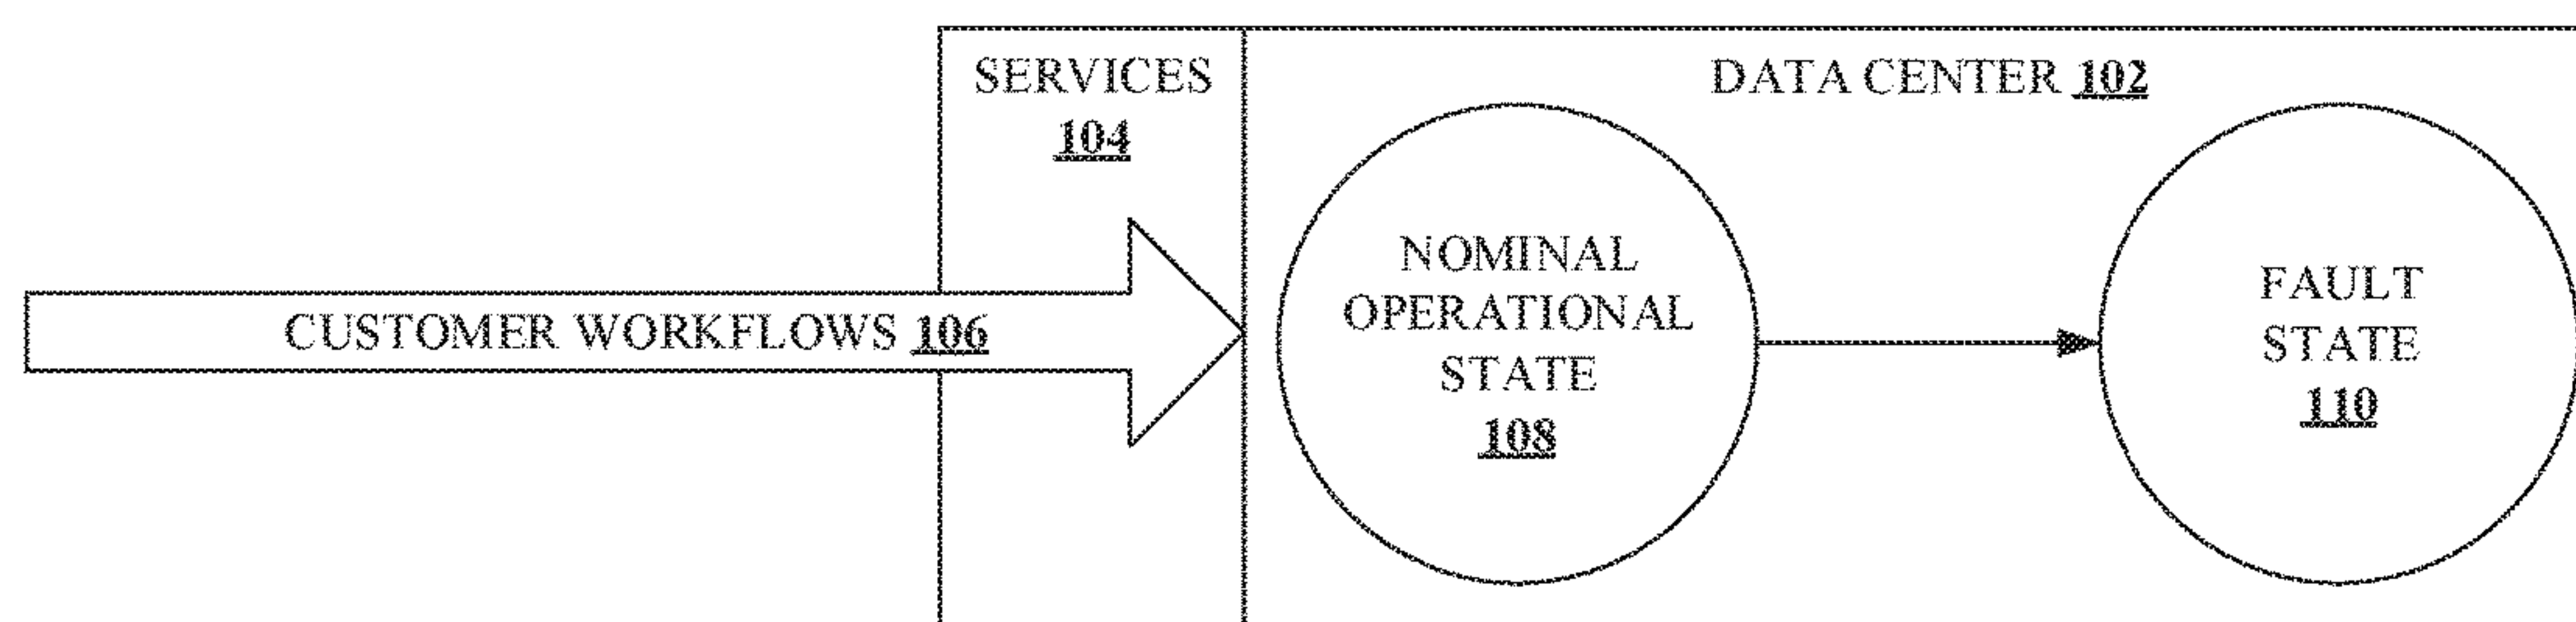 SERVICES
104
DATA CENTER 102
CUSTOMER WORKFLOWS 106
NOMINAL
OPERATIONAL
STATE
108
FAULT
STATE
110